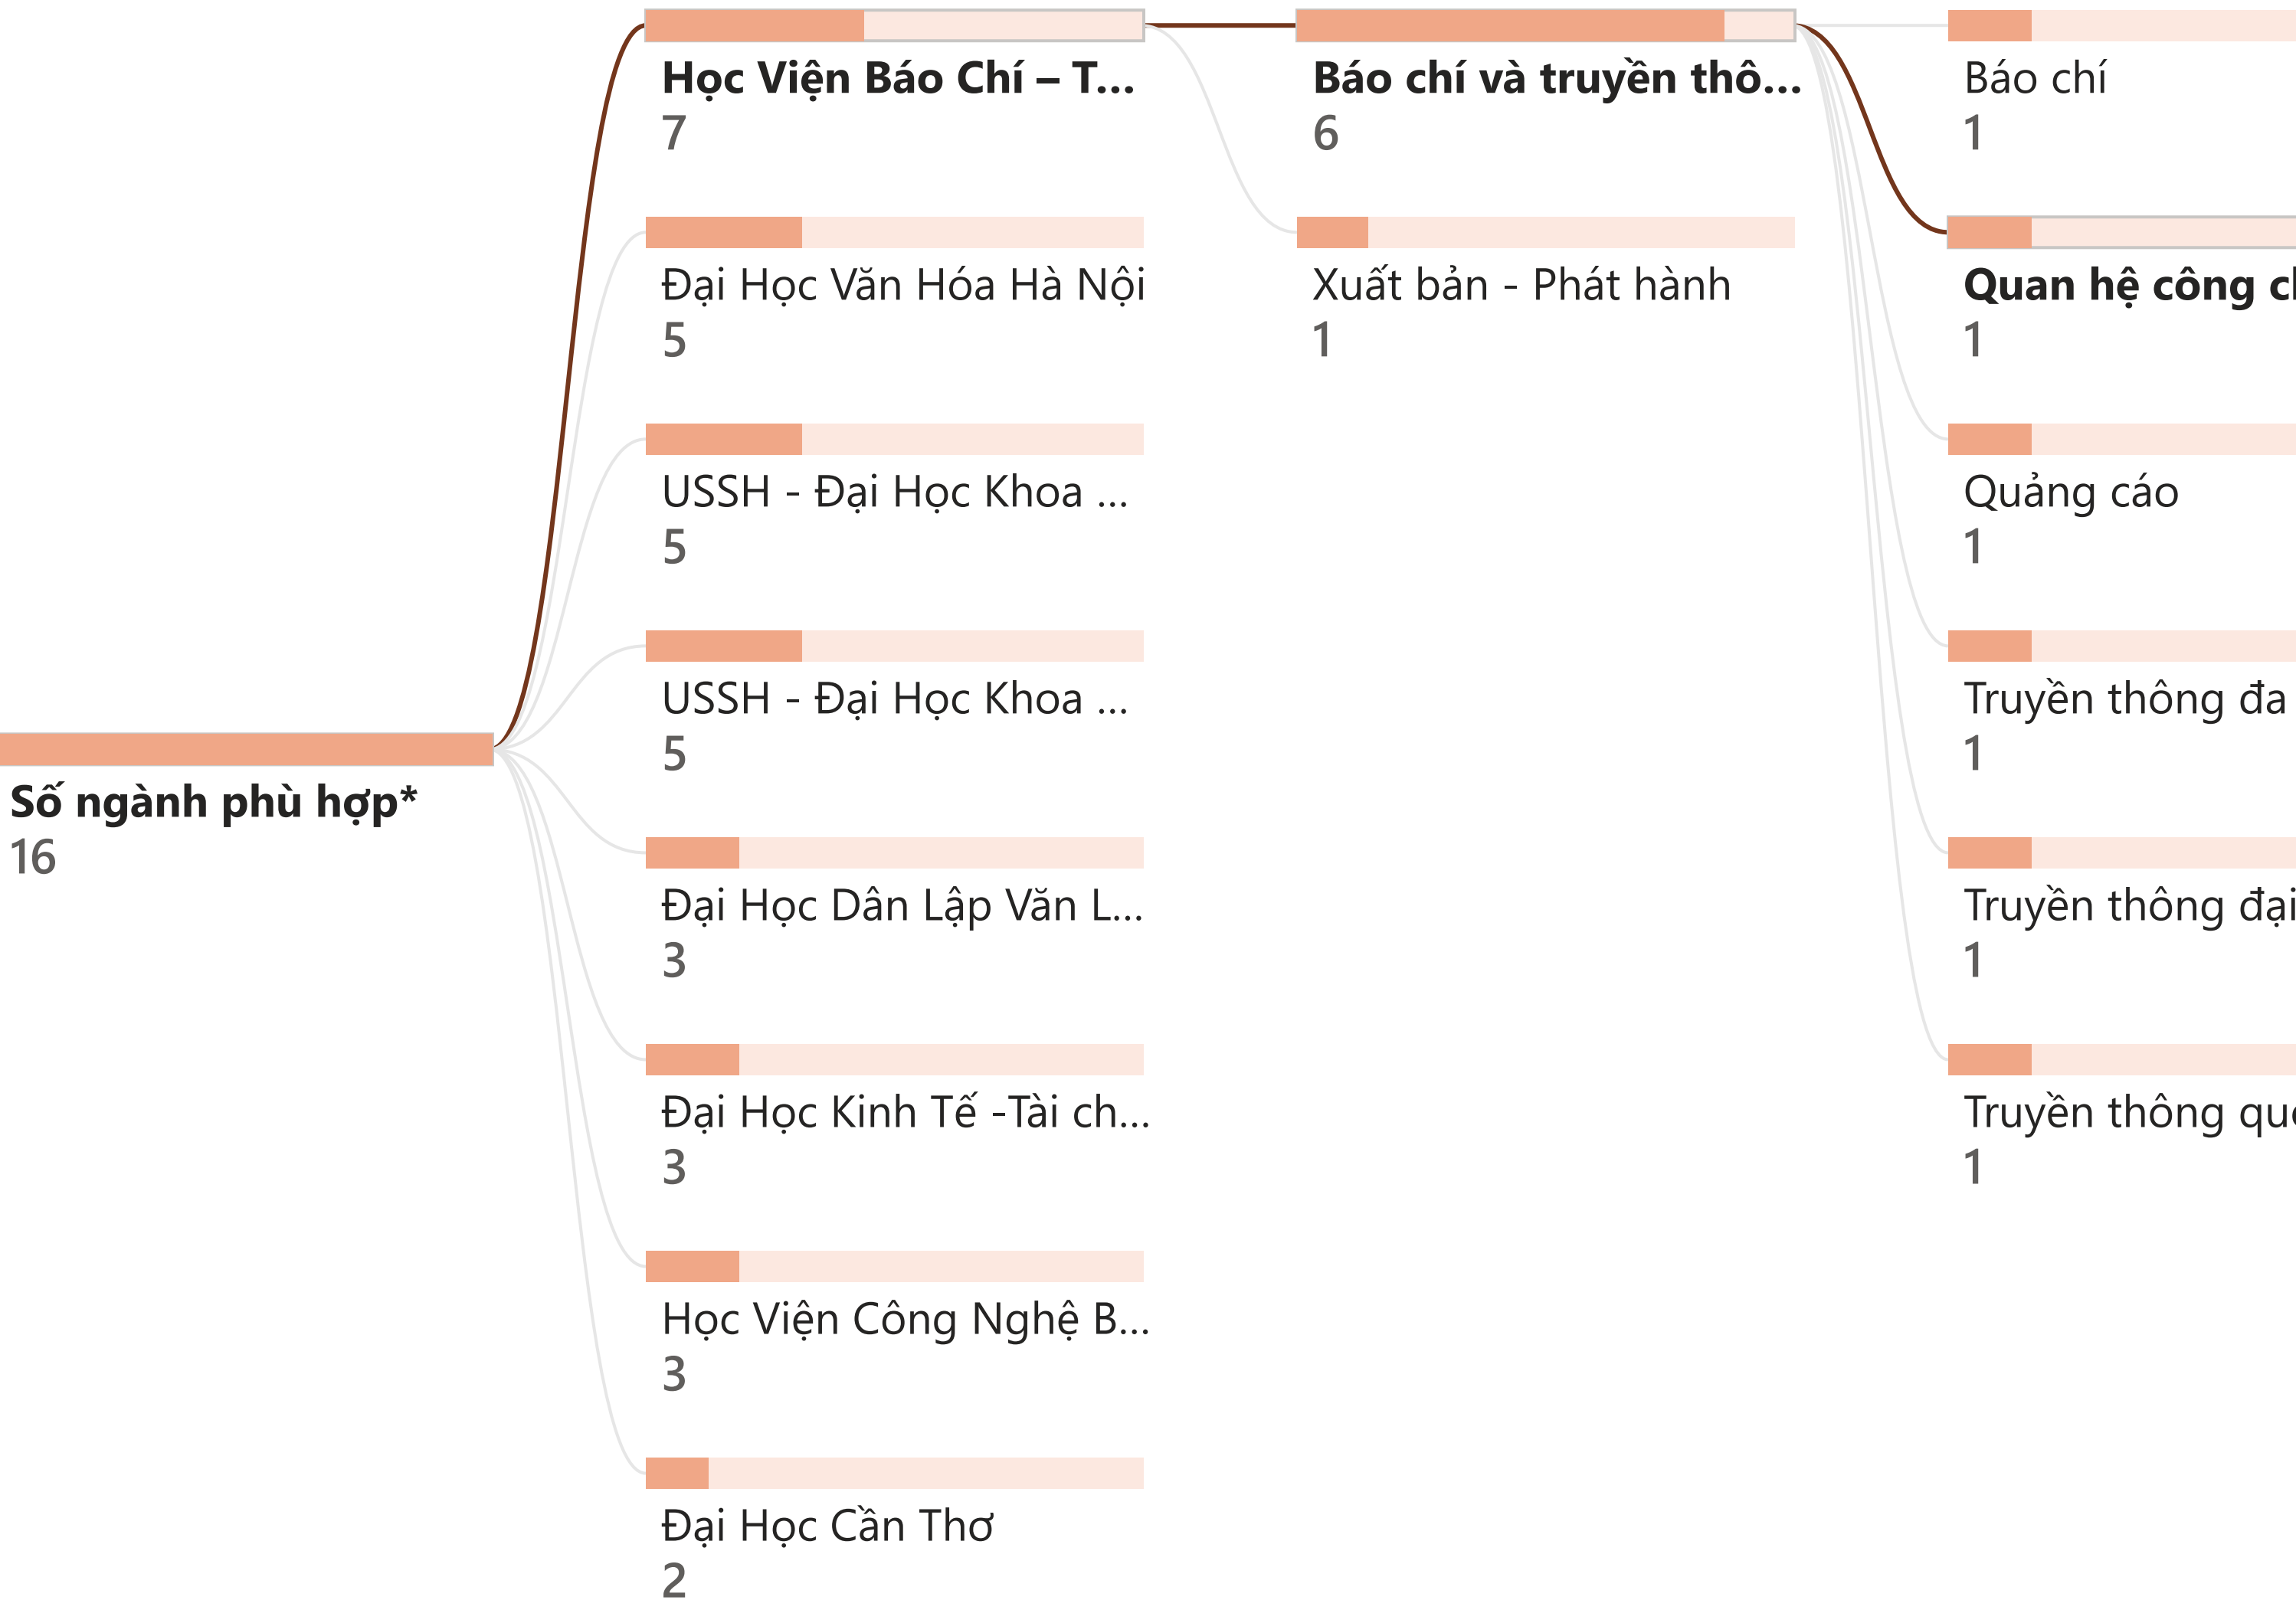 Số ngành phù hợp*
16
Học Viện Báo Chí – T...
7
Đại Học Văn Hóa Hà Nội
5
USSH - Đại Học Khoa ...
5
USSH - Đại Học Khoa ...
5
Đại Học Dân Lập Văn L...
3
Đại Học Kinh Tế -Tài ch...
3
Học Viện Công Nghệ B...
3
Đại Học Cần Thơ
2
Báo chí và truyền thô...
6
Xuất bản - Phát hành
1
Báo chí
1
Quan hệ công
1
Quảng cáo
1
Truyền thông đa
1
Truyền thông đại
1
Truyền thông
1